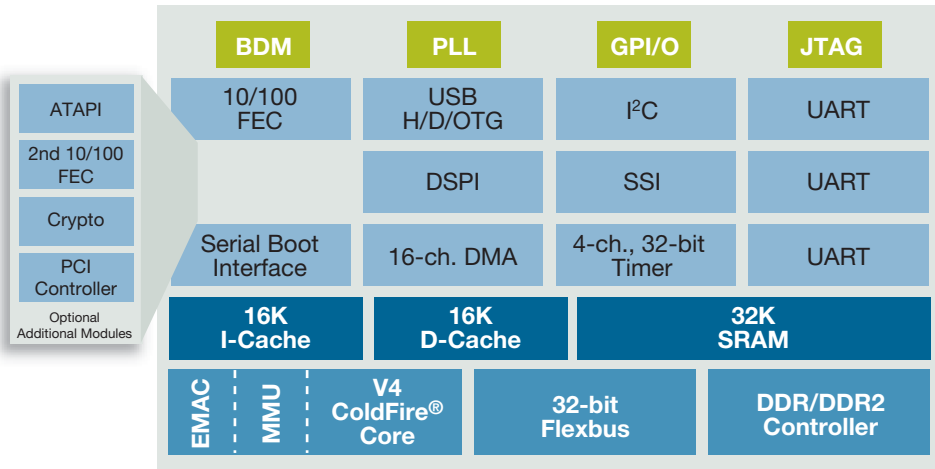 BDM
PLL
GPI/O
JTAG
10/100
FEC
USB
H/D/OTG
I²C
UART
DSPI
SSI
UART
Serial Boot
Interface
16-ch. DMA
4-ch., 32-bit
Timer
UART
ATAPI
2nd 10/100
FEC
Crypto
PCI
Controller
Optional
Additional Modules
16K
I-Cache
16K
D-Cache
32K
SRAM
EMAC
MMU
V4
ColdFire®
Core
32-bit
Flexbus
DDR/DDR2
Controller